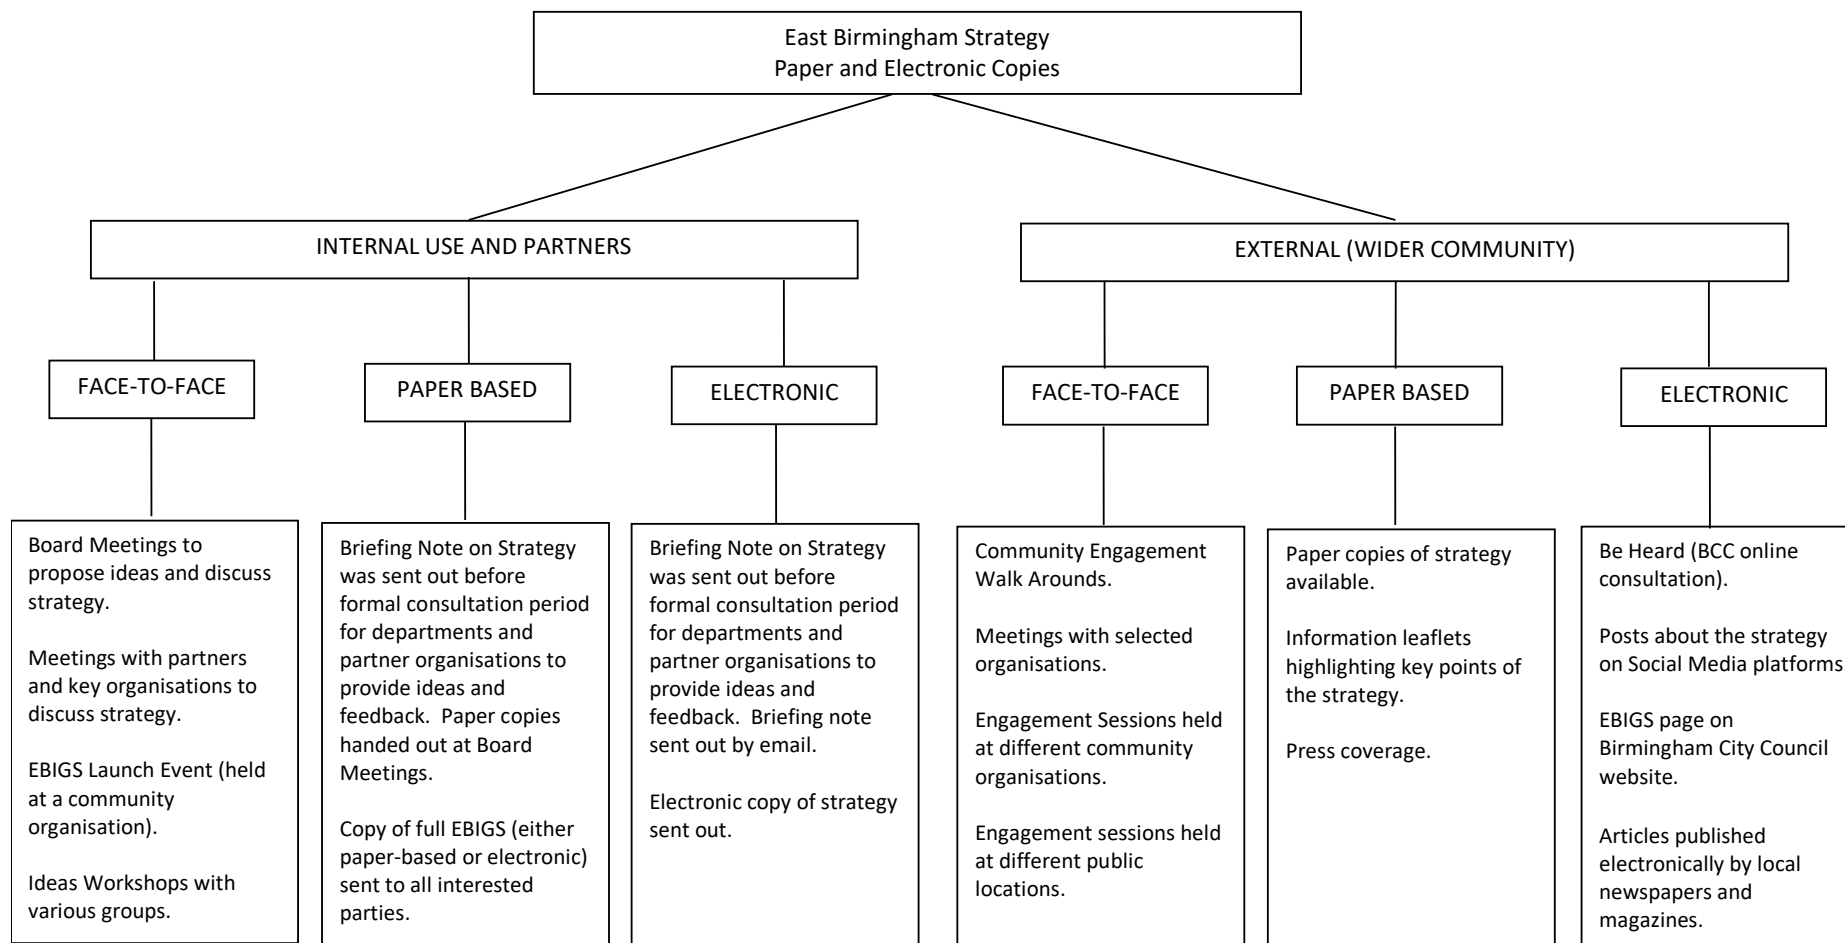 East Birmingham Strategy
Paper and Electronic Copies
INTERNAL USE AND PARTNERS
EXTERNAL (WIDER COMMUNITY)
FACE-TO-FACE
PAPER BASED
ELECTRONIC
FACE-TO-FACE
PAPER BASED
ELECTRONIC
Board Meetings to
propose ideas and discuss
strategy.
Meetings with partners
and key organisations to
discuss strategy.
EBIGS Launch Event (held
at a community
organisation).
Ideas Workshops with
various groups.
Briefing Note on Strategy
was sent out before
formal consultation period
for departments and
partner organisations to
provide ideas and
feedback.  Paper copies
handed out at Board
Meetings.
Copy of full EBIGS (either
paper-based or electronic)
sent to all interested
parties.
Briefing Note on Strategy
was sent out before
formal consultation period
for departments and
partner organisations to
provide ideas and
feedback.  Briefing note
sent out by email.
Electronic copy of strategy
sent out.
Community Engagement
Walk Arounds.
Meetings with selected
organisations.
Engagement Sessions held
at different community
organisations.
Engagement sessions held
at different public
locations.
Paper copies of strategy
available.
Information leaflets
highlighting key points of
the strategy.
Press coverage.
Be Heard (BCC online
consultation).
Posts about the strategy
on Social Media platforms
EBIGS page on
Birmingham City Council
website.
Articles published
electronically by local
newspapers and
magazines.